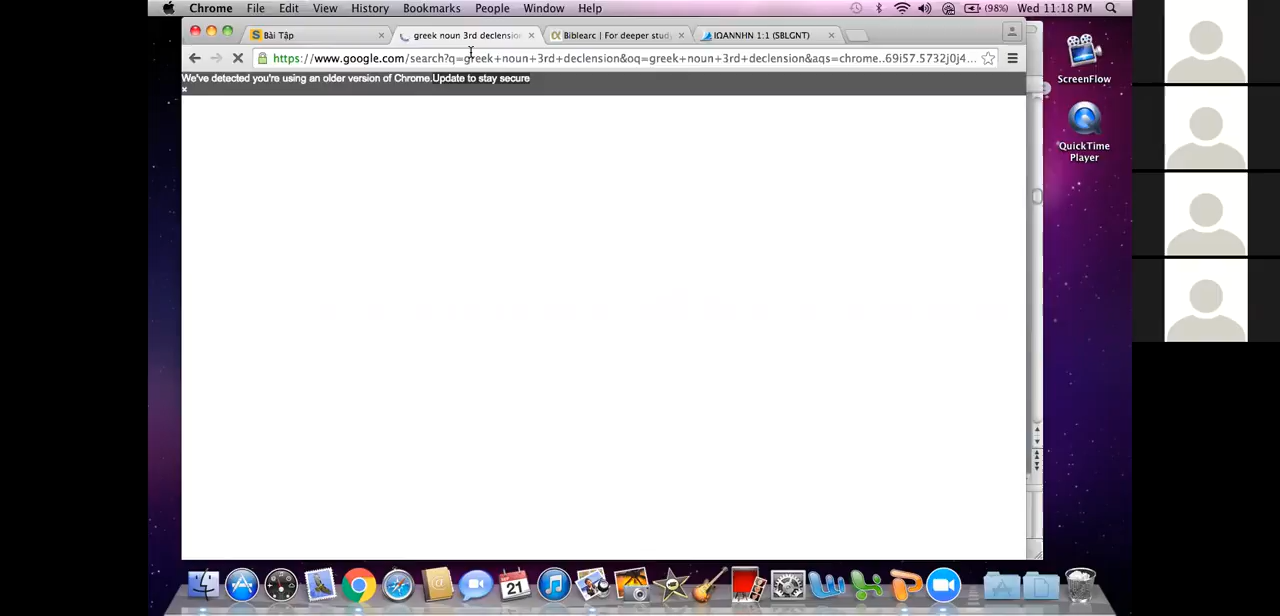 Chrome File Edit View History Bookmarks People Window Help (98%) Wed 11:18 PM
Bài Tập greek noun 3rd declension Biblearc | For deeper stud ΙΩΑΝΝΗΝ 1:1 (SBLGNT)
https://www.google.com/search?q=greek+noun+3rd+declension&oq=greek+noun+3rd+declension&aqs=chrome..69i57.5732j0j4...
We've detected you're using an older version of Chrome.Update to stay secure
×
ScreenFlow
QuickTime
Player
21